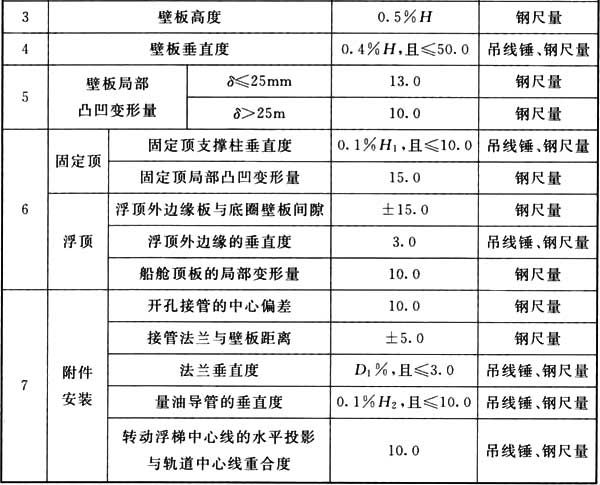 3 壁板高度 0.5%H 钢尺量
4 壁板垂直度 0.4%H,且≤50.0 吊线锤、钢尺量
5 壁板局部凸凹变形量 δ≤25mm 13.0 钢尺量
δ>25m 10.0 钢尺量
6 固定顶 固定顶支撑柱垂直度 0.1%H₁,且≤10.0 吊线锤、钢尺量
固定顶局部凸凹变形量 15.0 钢尺量
浮顶 浮顶外边缘板与底圈壁板间隙 ±15.0 钢尺量
浮顶外边缘的垂直度 3.0 吊线锤、钢尺量
船舱顶板的局部变形量 10.0 钢尺量
7 附件安装 开孔接管的中心偏差 10.0 钢尺量
接管法兰与壁板距离 ±5.0 钢尺量
法兰垂直度 D₁%,且≤3.0 吊线锤、钢尺量
量油导管的垂直度 0.1%H₂,且≤10.0 吊线锤、钢尺量
转动浮梯中心线的水平投影
与轨道中心线重合度 10.0 吊线锤、钢尺量